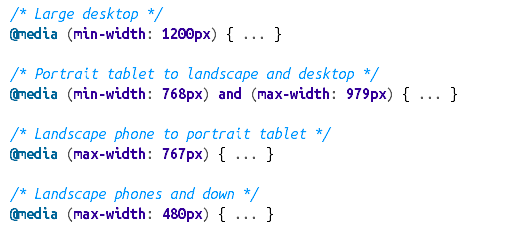 /* Large desktop */
@media (min-width: 1200px) { ... }
/* Portrait tablet to landscape and desktop */
@media (min-width: 768px) and (max-width: 979px) { ... }
/* Landscape phone to portrait tablet */
@media (max-width: 767px) { ... }
/* Landscape phones and down */
@media (max-width: 480px) { ... }